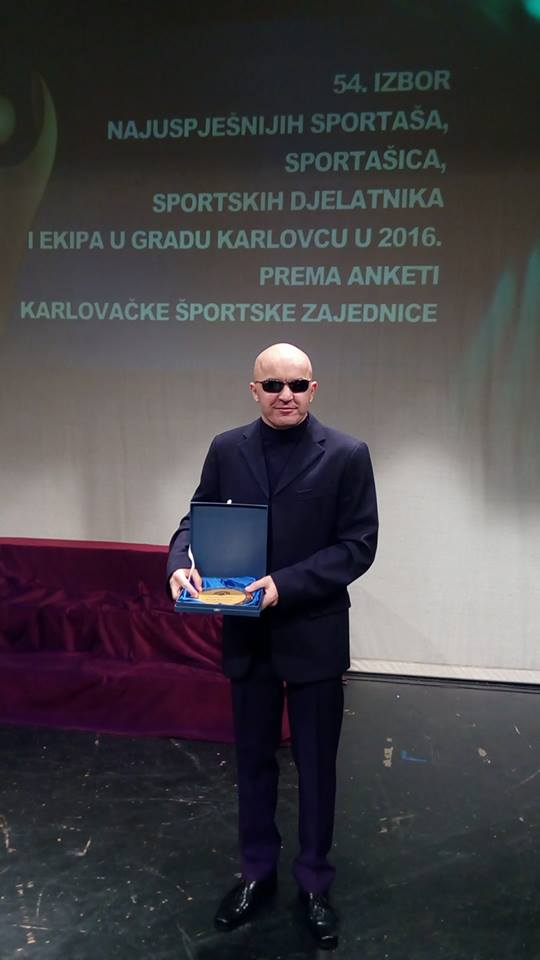 54. IZBOR
NAJUSPJEŠNIJIH SPORTAŠA,
SPORTAŠICA,
SPORTSKIH DJELATNIKA
I EKIPA U GRADU KARLOVCU U 2016.
PREMA ANKETI
KARLOVAČKE ŠPORTSKE ZAJEDNICE